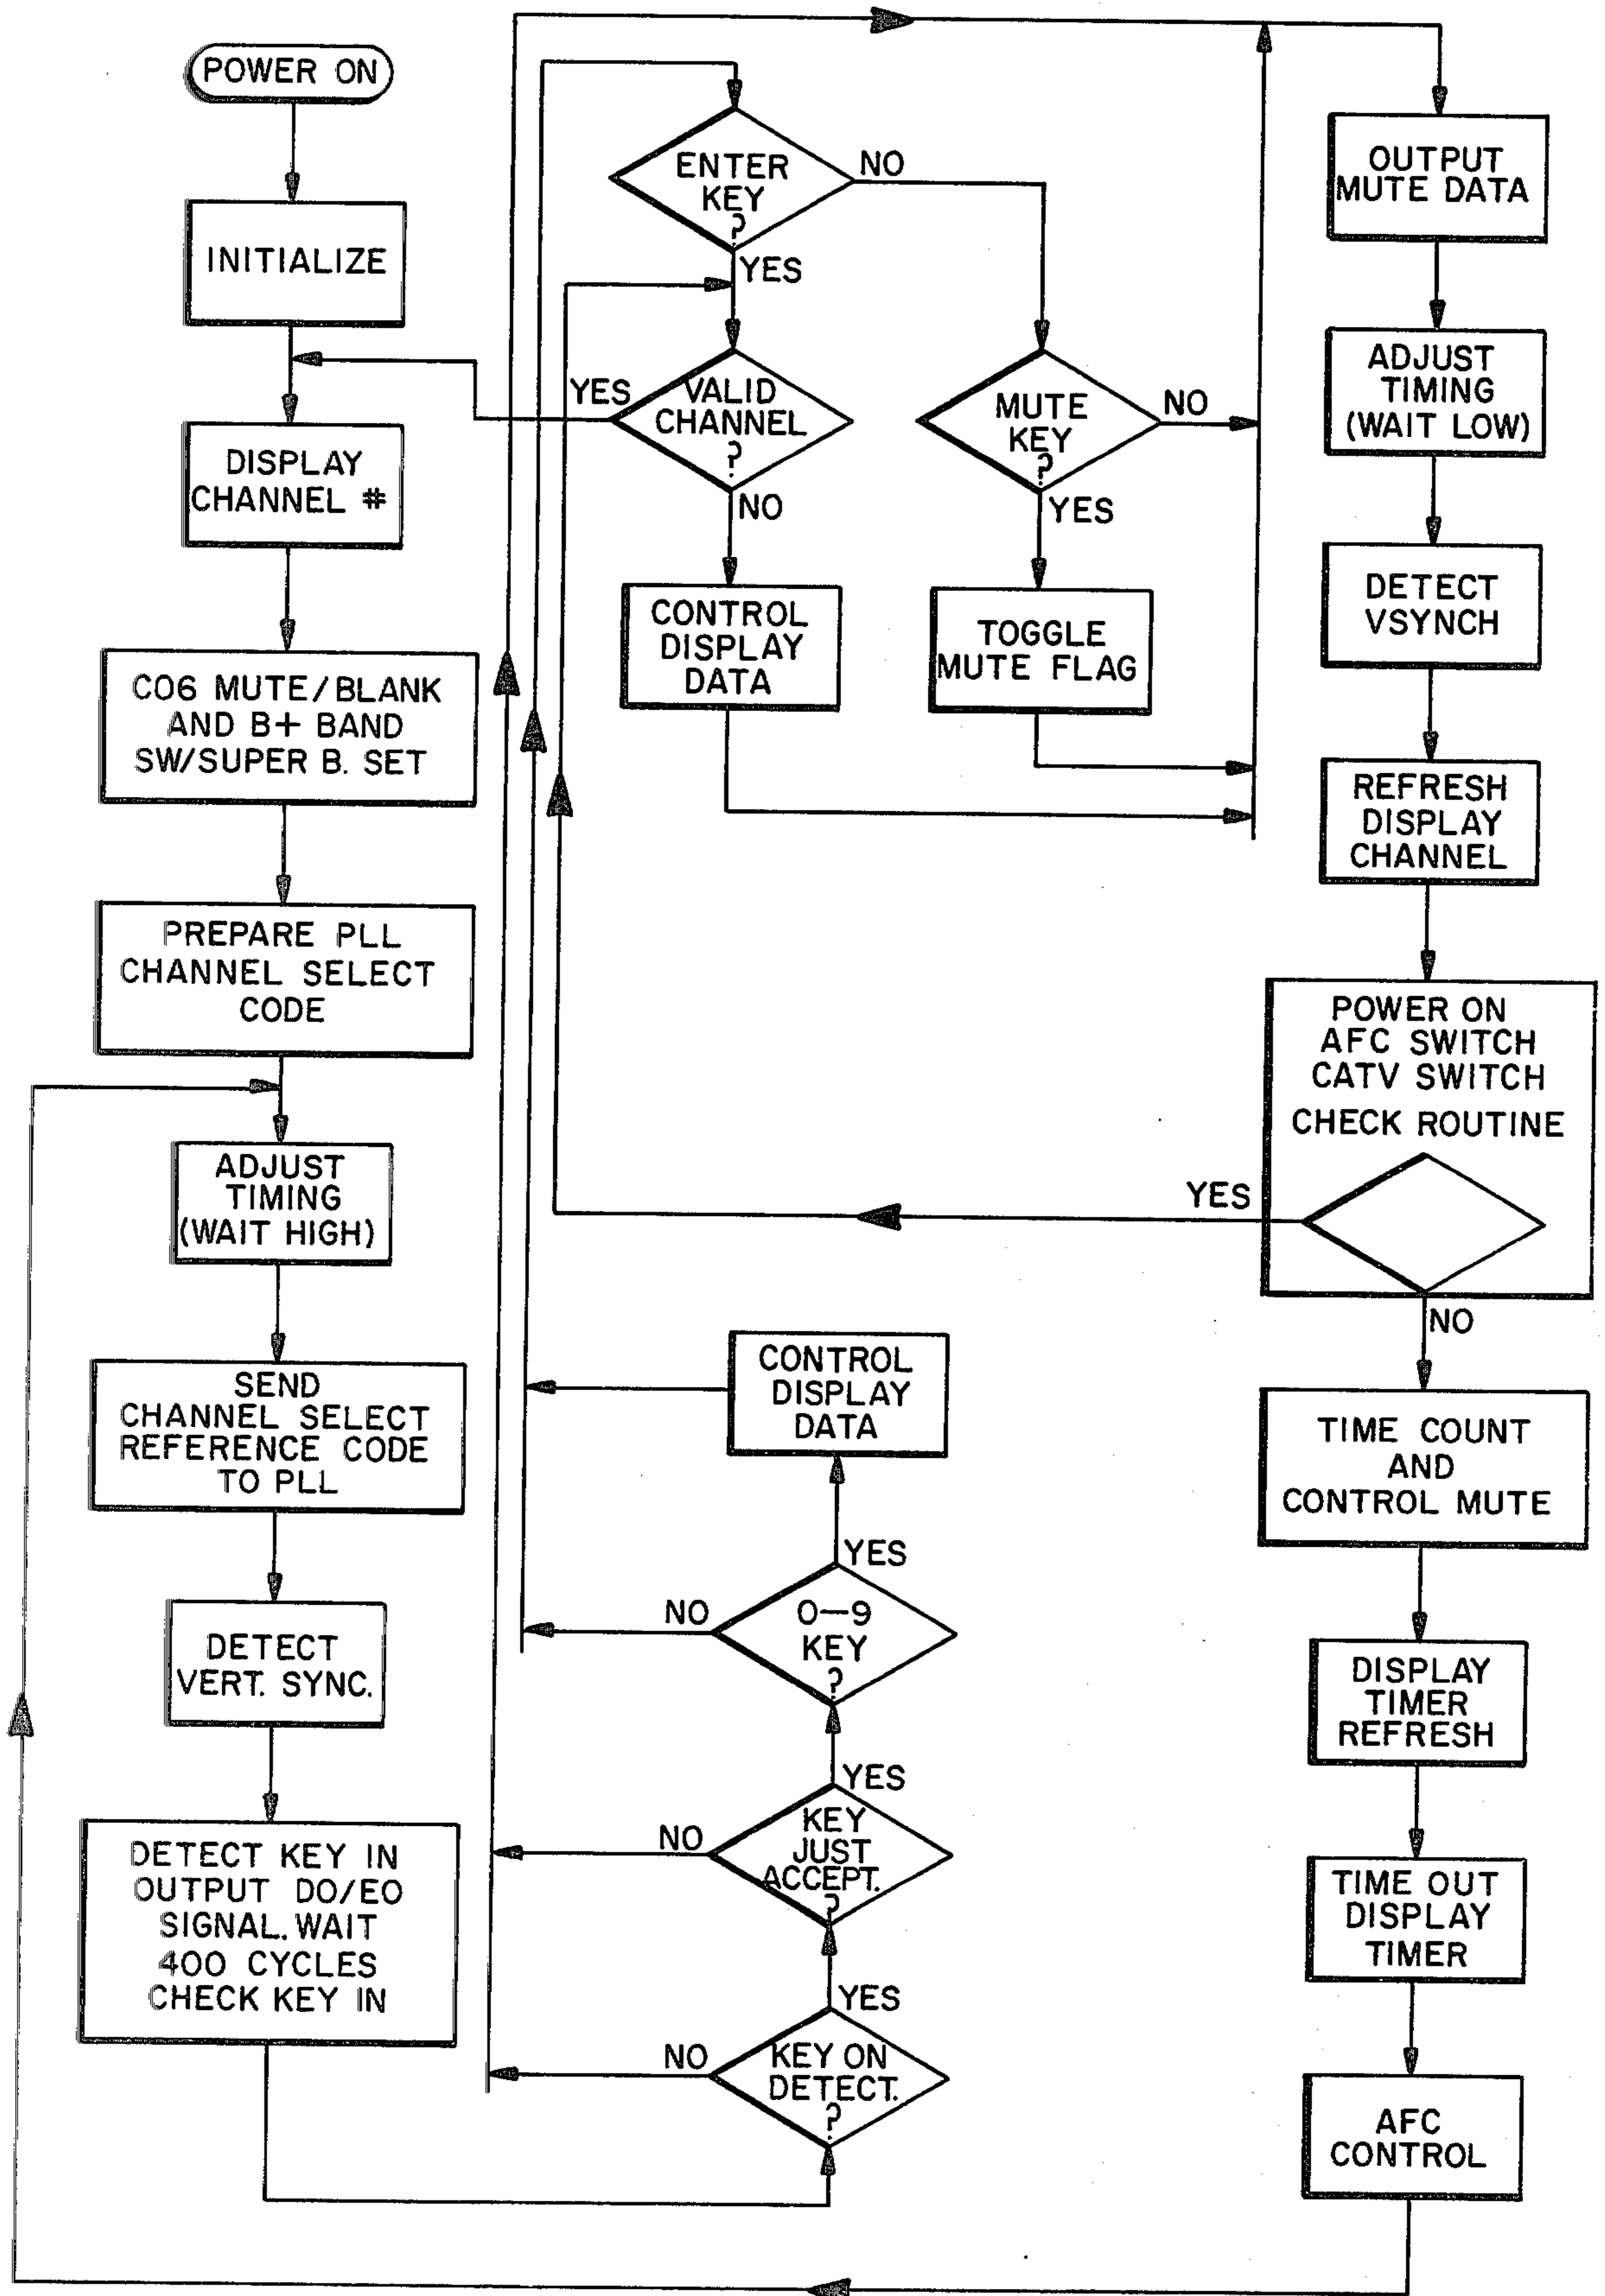 POWER ON
INITIALIZE
DISPLAY
CHANNEL #
C06 MUTE/BLANK
AND B+ BAND
SW/SUPER B. SET
PREPARE PLL
CHANNEL SELECT
CODE
ADJUST
TIMING
(WAIT HIGH)
SEND
CHANNEL SELECT
REFERENCE CODE
TO PLL
DETECT
VERT. SYNC.
DETECT KEY IN
OUTPUT DO/EO
SIGNAL. WAIT
400 CYCLES
CHECK KEY IN
ENTER
KEY
?
NO
YES
VALID
CHANNEL
?
YES
NO
CONTROL
DISPLAY
DATA
MUTE
KEY
?
NO
YES
TOGGLE
MUTE FLAG
CONTROL
DISPLAY
DATA
YES
0-9
KEY
?
NO
YES
KEY
JUST
ACCEPT.
?
NO
YES
KEY ON
DETECT.
?
NO
OUTPUT
MUTE DATA
ADJUST
TIMING
(WAIT LOW)
DETECT
VSYNCH
REFRESH
DISPLAY
CHANNEL
POWER ON
AFC SWITCH
CATV SWITCH
CHECK ROUTINE
YES
NO
TIME COUNT
AND
CONTROL MUTE
DISPLAY
TIMER
REFRESH
TIME OUT
DISPLAY
TIMER
AFC
CONTROL